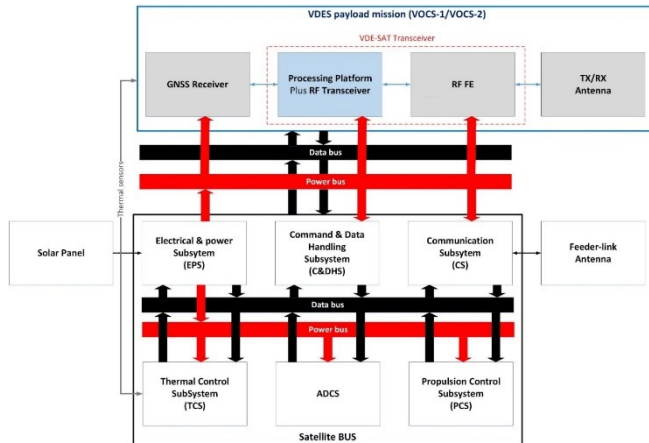 VDES payload mission (VOCS-1/VOCS-2)
VDE-SAT Transceiver
GNSS Receiver
Processing Platform
Plus RF Transceiver
RF FE
TX/RX
Antenna
Data bus
Power bus
Thermal sensors
Solar Panel
Electrical & power
Subsytem
(EPS)
Command & Data
Handling
Subsystem
(C&DHS)
Communication
Subsytem
(CS)
Feeder-link
Antenna
Data bus
Power bus
Thermal Control
SubSystem
(TCS)
ADCS
Propulsion Control
Subsystem
(PCS)
Satellite BUS